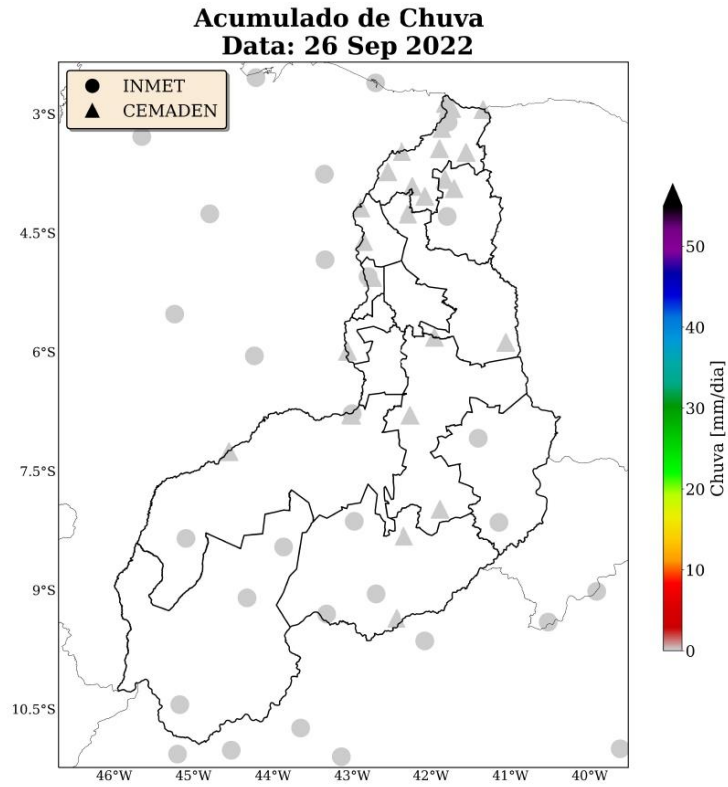 Acumulado de Chuva
Data: 26 Sep 2022
INMET
CEMADEN
3°S
4.5°S
6°S
7.5°S
9°S
10.5°S
46°W 45°W 44°W 43°W 42°W 41°W 40°W
50
40
30
20
10
0
Chuva [mm/dia]